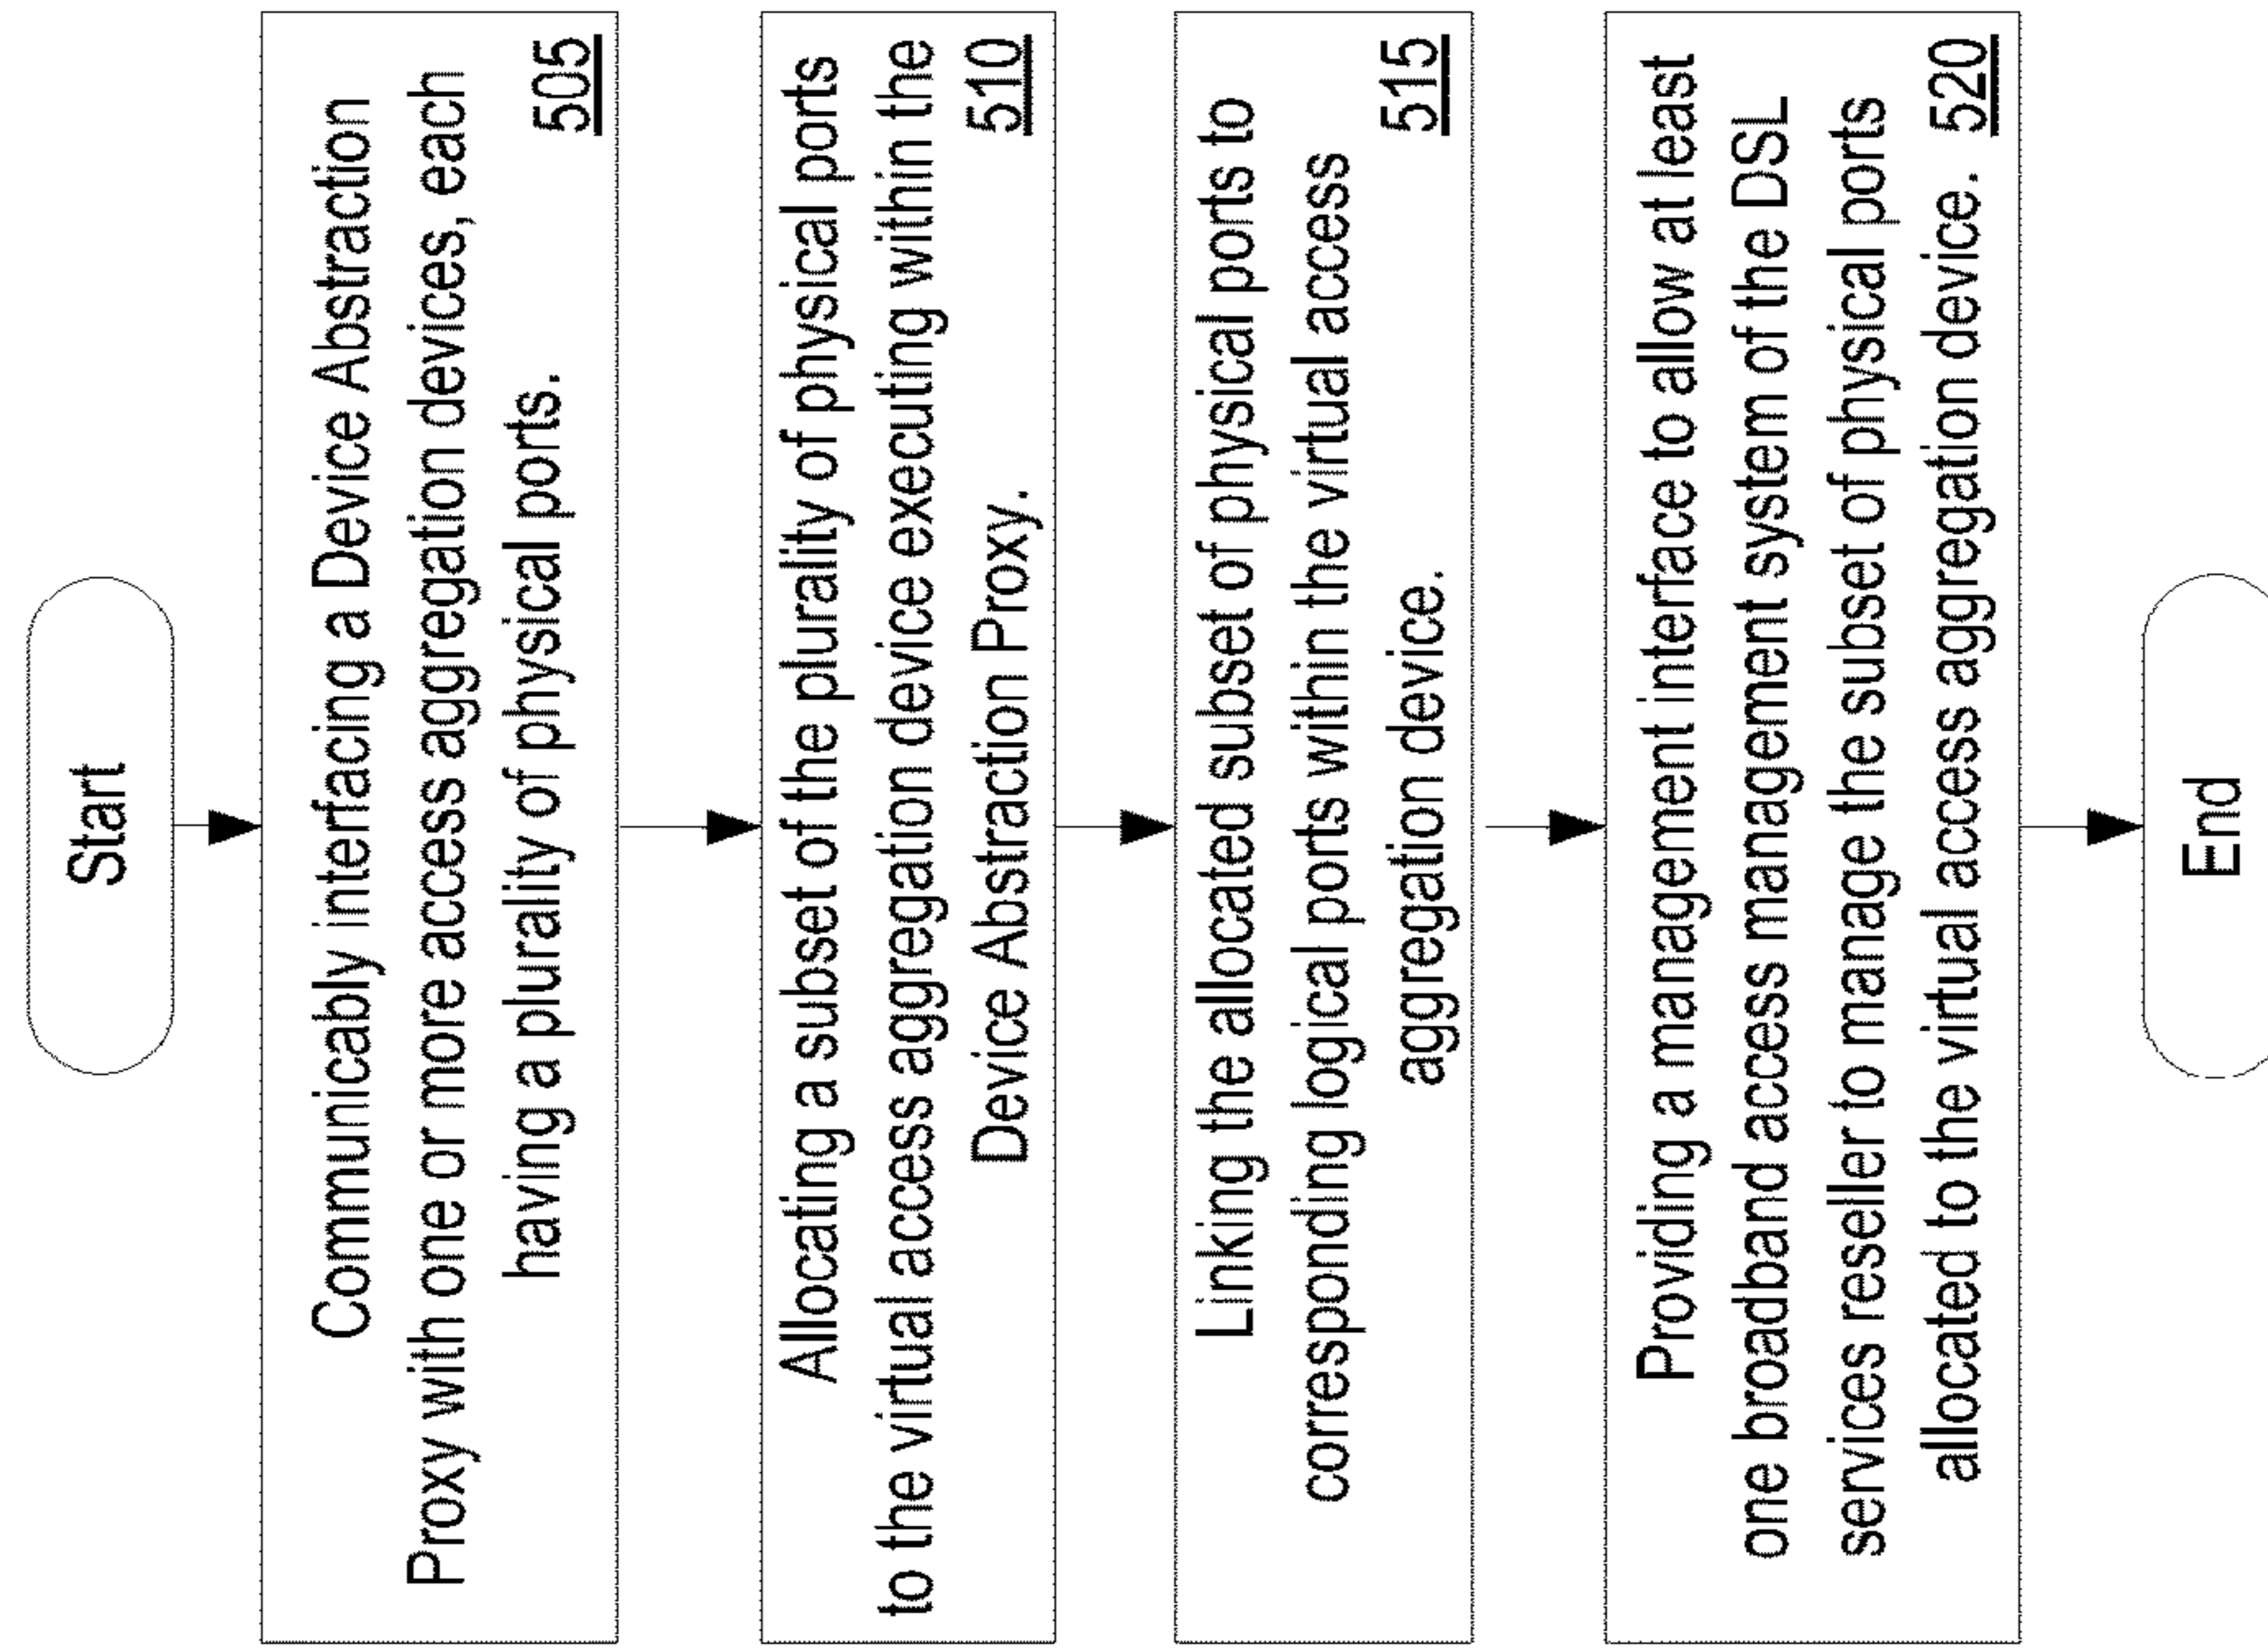 Start
Communicably interfacing a Device Abstraction
Proxy with one or more access aggregation devices, each
having a plurality of physical ports.
505
Allocating a subset of the plurality of physical ports
to the virtual access aggregation device executing within the
Device Abstraction Proxy.
510
Linking the allocated subset of physical ports to
corresponding logical ports within the virtual access
aggregation device.
515
Providing a management interface to allow at least
one broadband access management system of the DSL
services reseller to manage the subset of physical ports
allocated to the virtual access aggregation device. 520
End